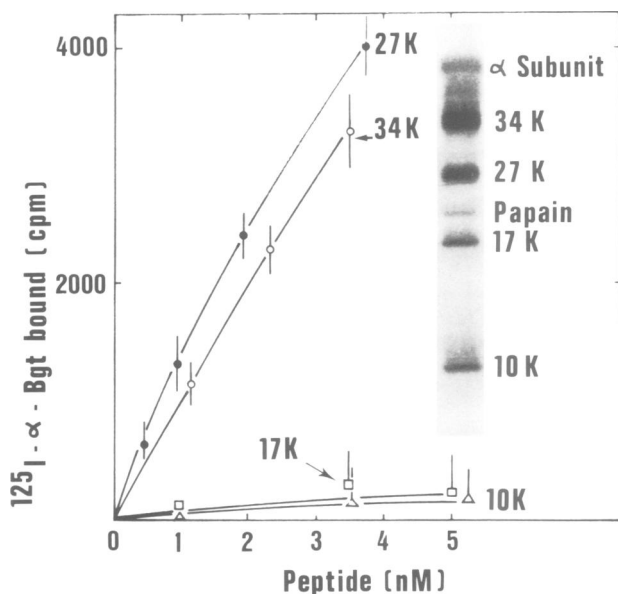 4000
2000
125I-α-Bgt bound (cpm)
0
1
2
3
4
5
Peptide (nM)
27K
34K
17K
10K
α Subunit
34 K
27 K
Papain
17 K
10 K